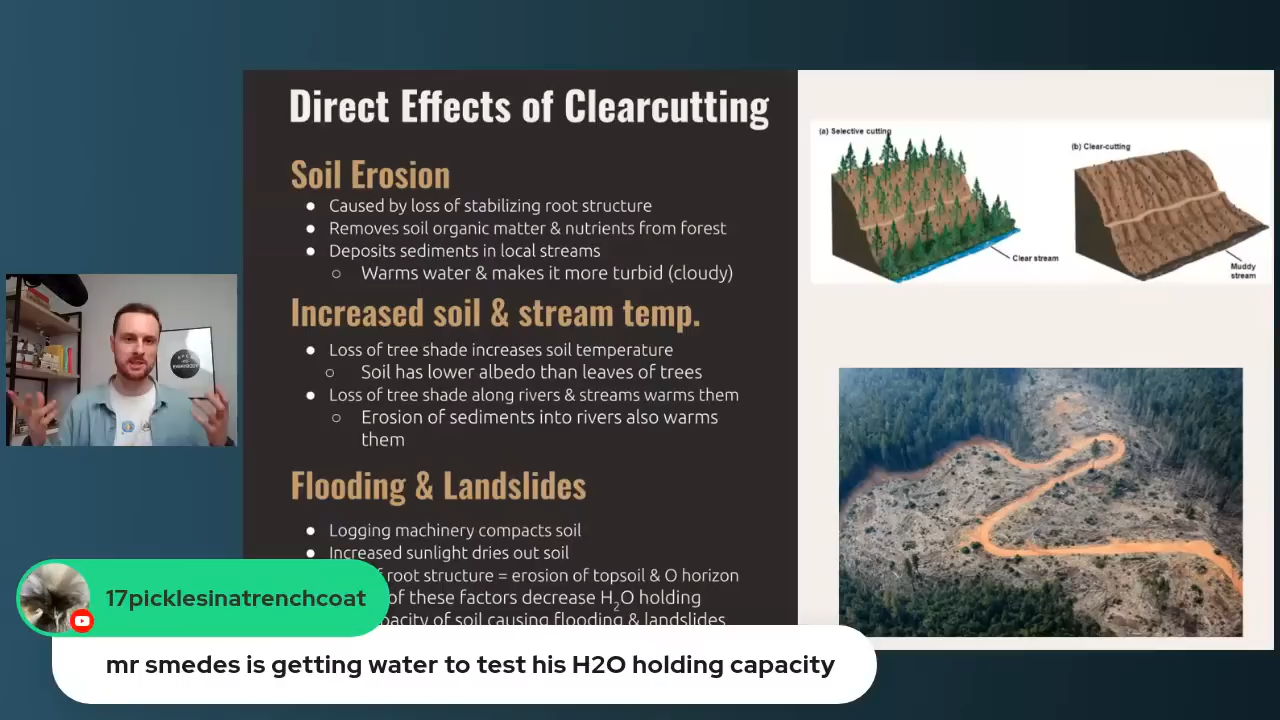 Direct Effects of Clearcutting
Soil Erosion
● Caused by loss of stabilizing root structure
● Removes soil organic matter & nutrients from forest
● Deposits sediments in local streams
○ Warms water & makes it more turbid (cloudy)
Increased soil & stream temp.
● Loss of tree shade increases soil temperature
○ Soil has lower albedo than leaves of trees
● Loss of tree shade along rivers & streams warms them
○ Erosion of sediments into rivers also warms
them
Flooding & Landslides
● Logging machinery compacts soil
● Increased sunlight dries out soil
root structure = erosion of topsoil & O horizon
of these factors decrease H₂O holding
of soil causing flooding & landslides
(a) Selective cutting
Clear stream
(b) Clear-cutting
Muddy
stream
17picklesinatrenchcoat
mr smedes is getting water to test his H2O holding capacity